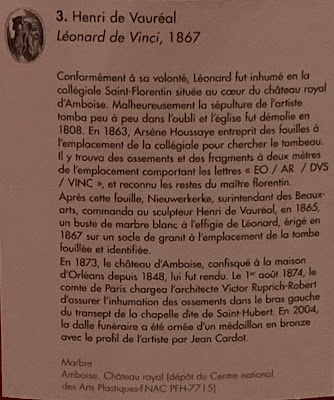 3. Henri de Vauréal
Léonard de Vinci, 1867
Conformément à sa volonté, Léonard fut inhumé en la
collégiale Saint-Florentin située au cœur du château royal
d'Amboise. Malheureusement la sépulture de l'artiste
tomba peu à peu dans l'oubli et l'église fut démolie en
1808. En 1863, Arsène Houssaye entreprit des fouilles à
l'emplacement de la collégiale pour chercher le tombeau.
Il y trouva des ossements et des fragments à deux mètres
de l'emplacement comportant les lettres « EO / AR / DVS
/ VINC », et reconnu les restes du maître florentin.
Après cette fouille, Nieuwerkerke, surintendant des Beaux-
arts, commanda au sculpteur Henri de Vauréal, en 1865,
un buste de marbre blanc à l'effigie de Léonard, érigé en
1867 sur un socle de granit à l'emplacement de la tombe
fouillée et identifiée.
En 1873, le château d'Amboise, confisqué à la maison
d'Orléans depuis 1848, lui fut rendu. Le 1er août 1874, le
comte de Paris chargea l'architecte Victor Ruprich-Robert
d'assurer l'inhumation des ossements dans le bras gauche
du transept de la chapelle dite de Saint-Hubert. En 2004,
la dalle funéraire a été ornée d'un médaillon en bronze
avec le profil de l'artiste par Jean Cardot.
Marbre
Amboise, Château royal (dépôt du Centre national
des Arts Plastiques-FNAC PFH-7715)